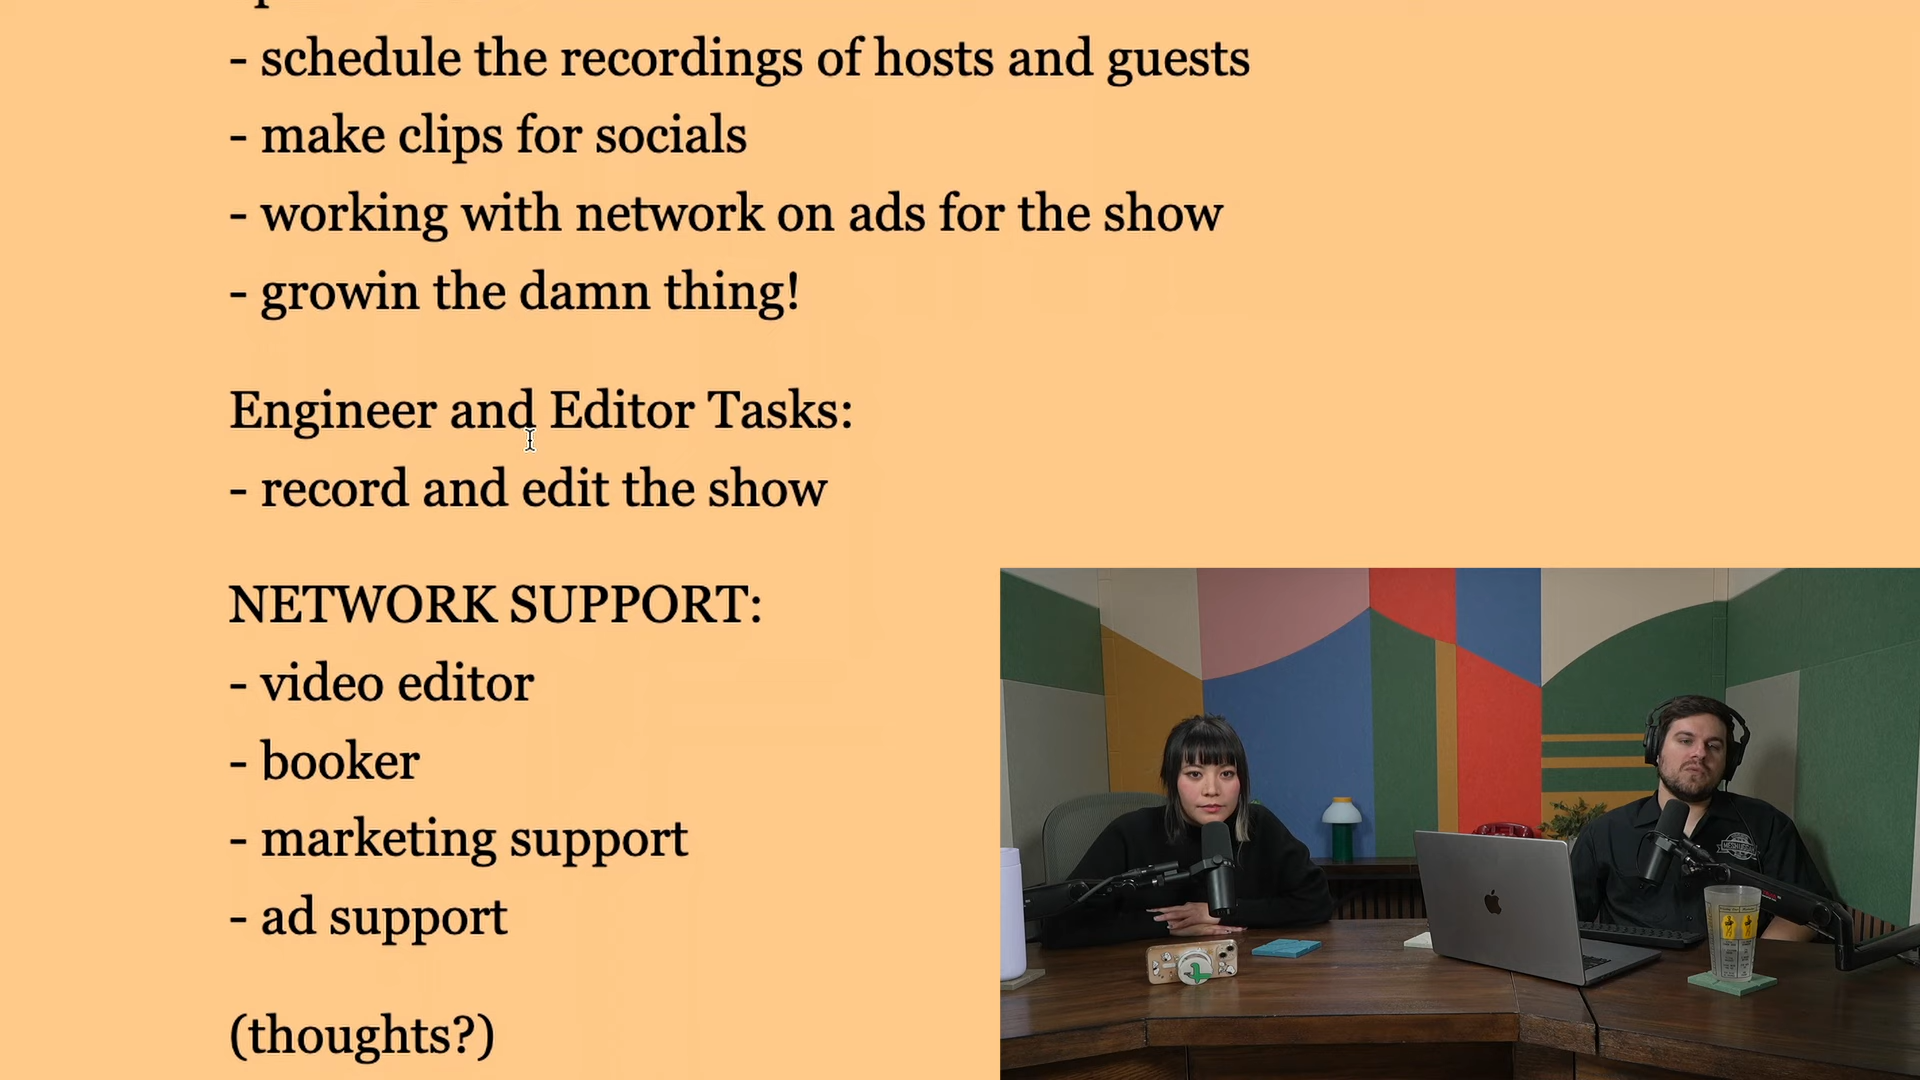 - schedule the recordings of hosts and guests
- make clips for socials
- working with network on ads for the show
- growin the damn thing!
Engineer and Editor Tasks:
- record and edit the show
NETWORK SUPPORT:
- video editor
- booker
- marketing support
- ad support
(thoughts?)